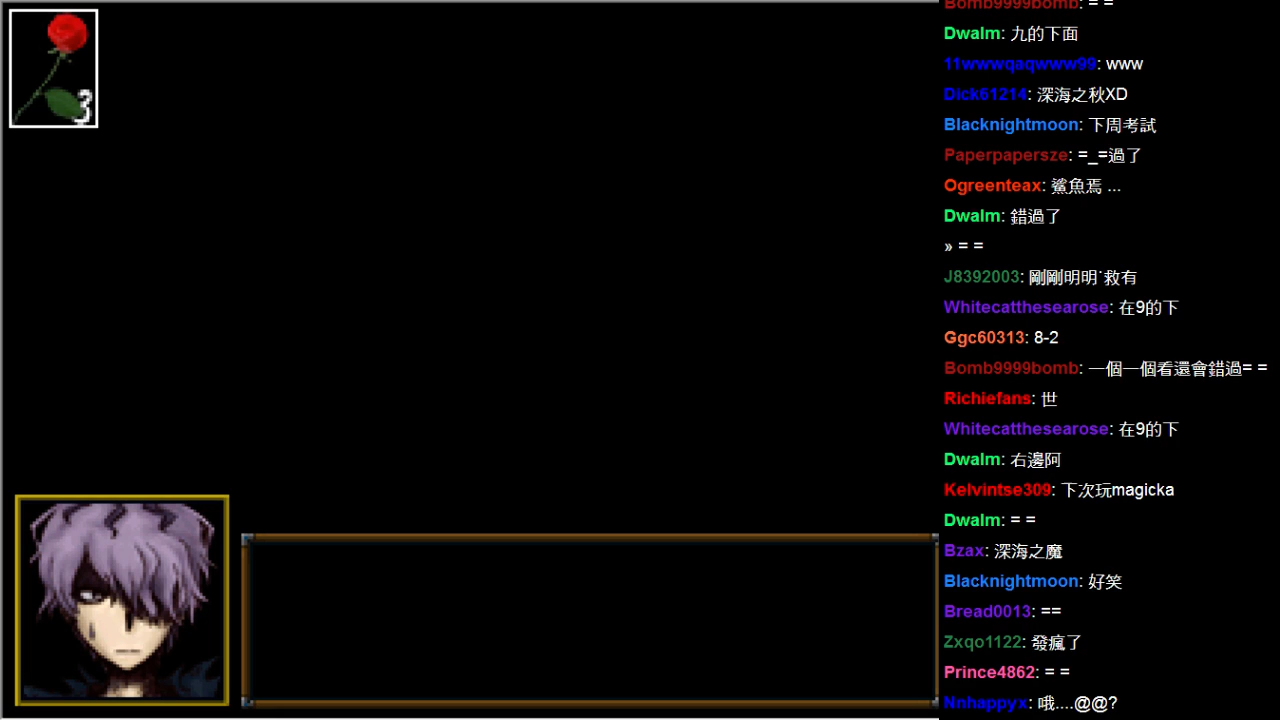 3
Bomb9999bomb: = =
Dwalm: 九的下面
11wwwqaqwww99: www
Dick61214: 深海之秋XD
Blacknightmoon: 下周考試
Paperpapersze: =_=過了
Ogreenteax: 鯊魚焉 ...
Dwalm: 錯過了
» = =
J8392003: 剛剛明明˙救有
Whitecatthesearose: 在9的下
Ggc60313: 8-2
Bomb9999bomb: 一個一個看還會錯過= =
Richiefans: 世
Whitecatthesearose: 在9的下
Dwalm: 右邊阿
Kelvintse309: 下次玩magicka
Dwalm: = =
Bzax: 深海之魔
Blacknightmoon: 好笑
Bread0013: ==
Zxqo1122: 發瘋了
Prince4862: = =
Nnhappyx: 哦....@@?